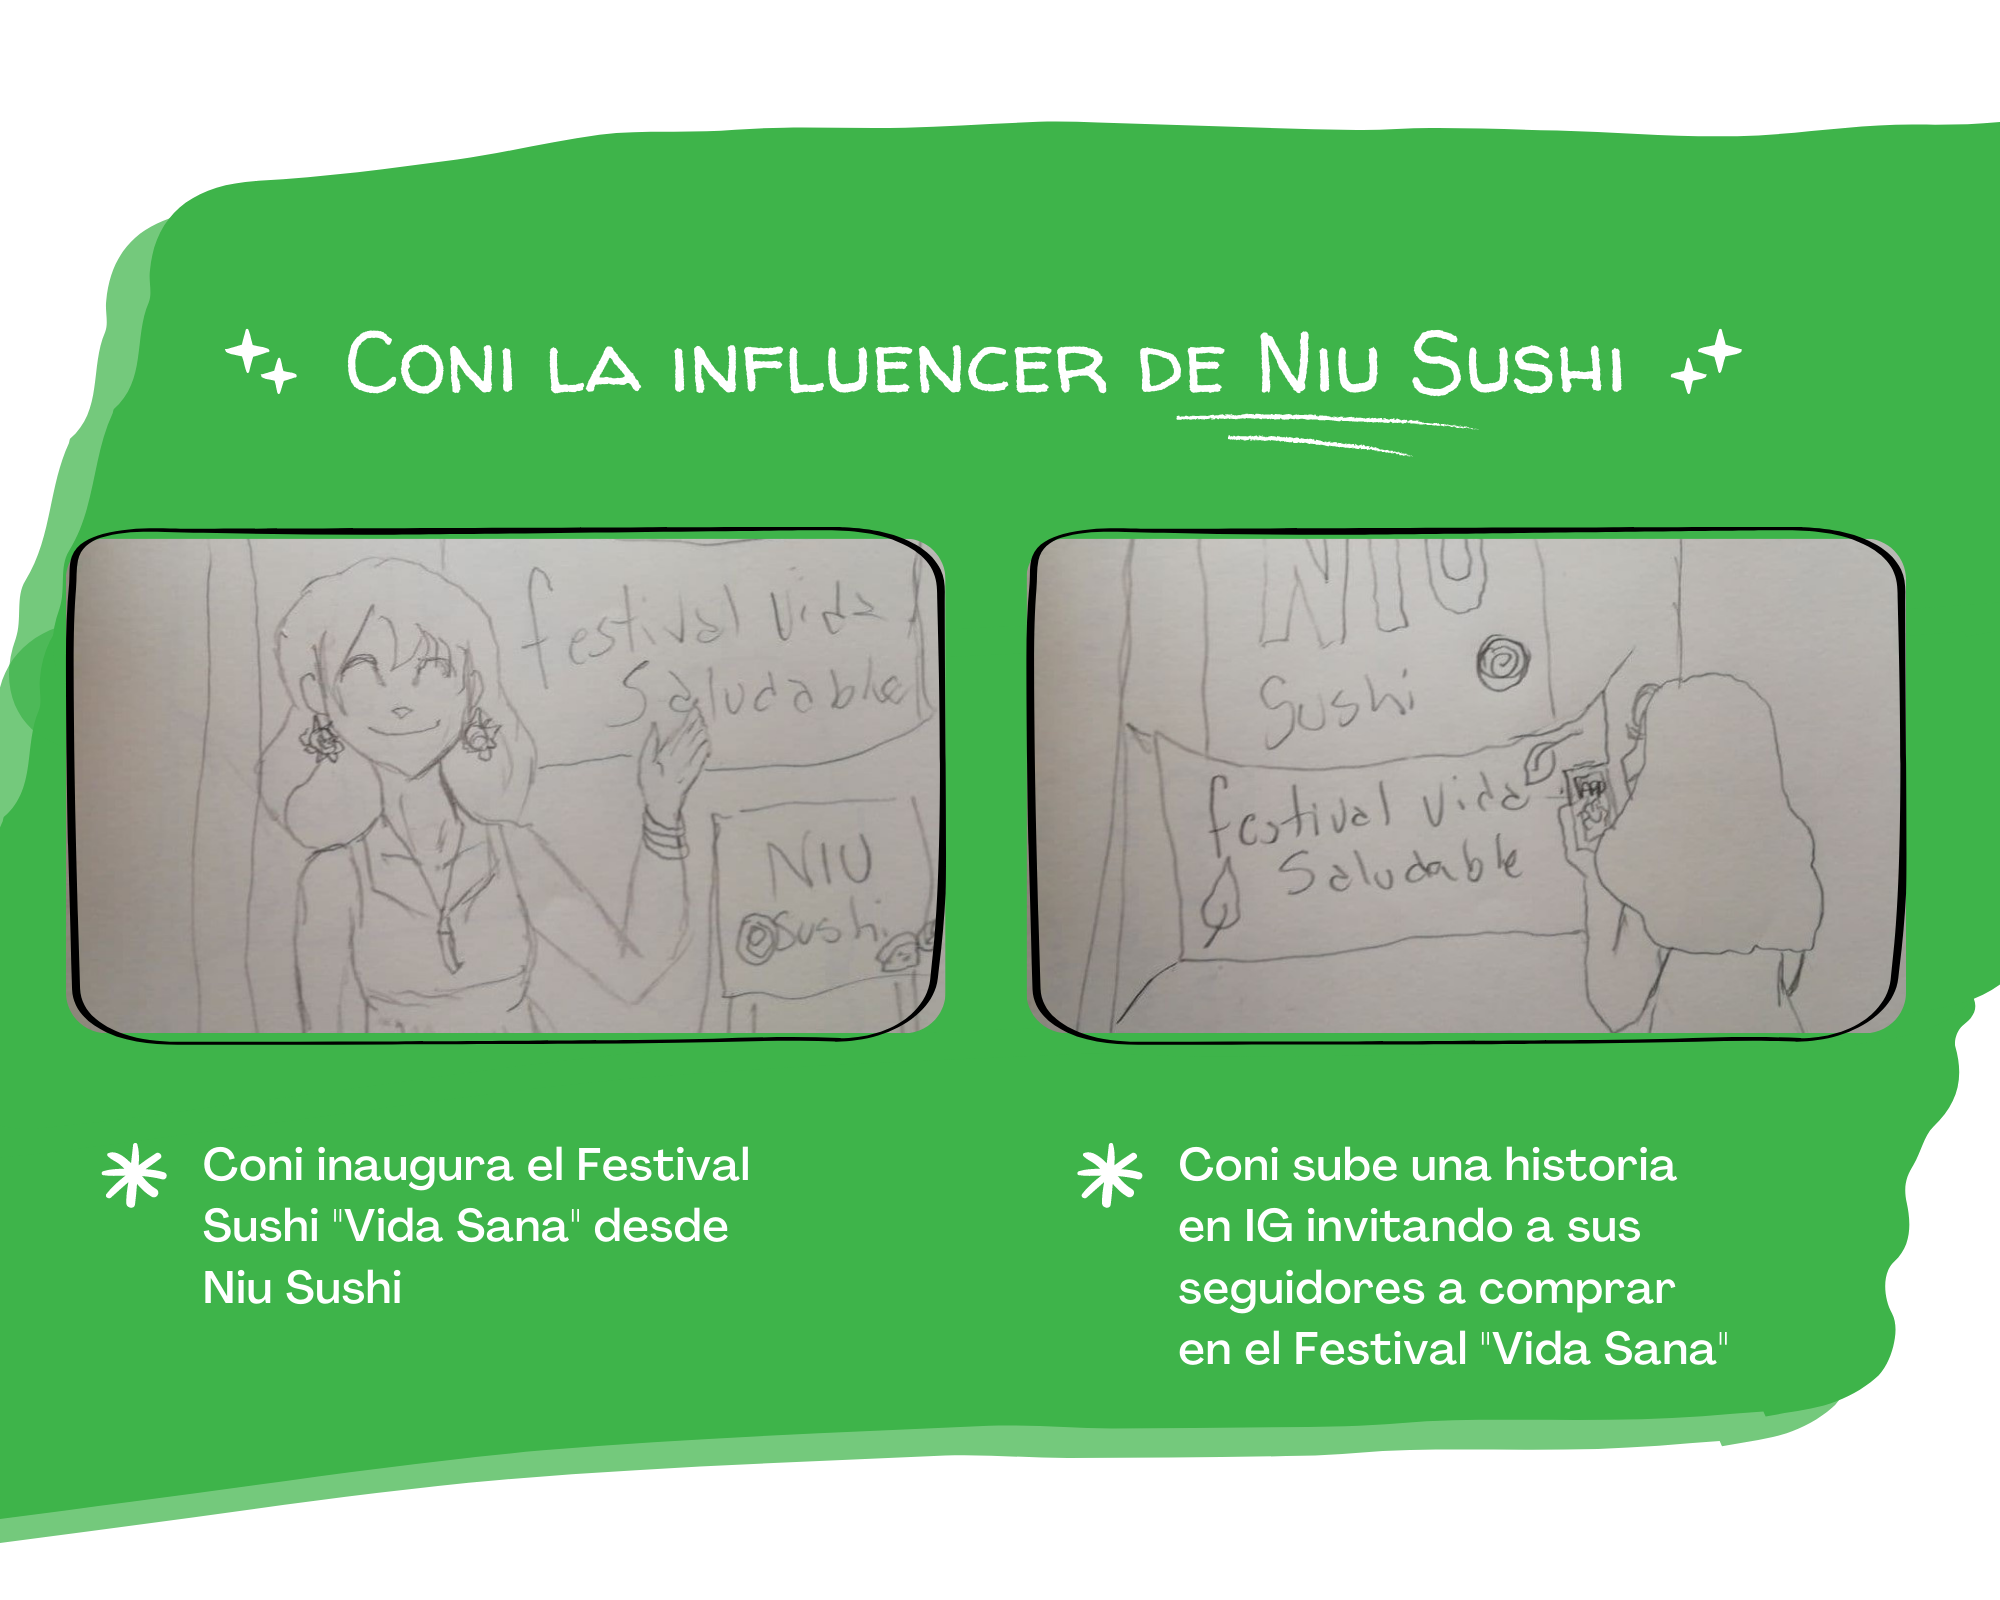 Coni la influencer de Niu Sushi
festival vida
Saludable
NIU
Sushi
NIU
Sushi
festival vida
Saludable
Coni inaugura el Festival
Sushi "Vida Sana" desde
Niu Sushi
Coni sube una historia
en IG invitando a sus
seguidores a comprar
en el Festival "Vida Sana"